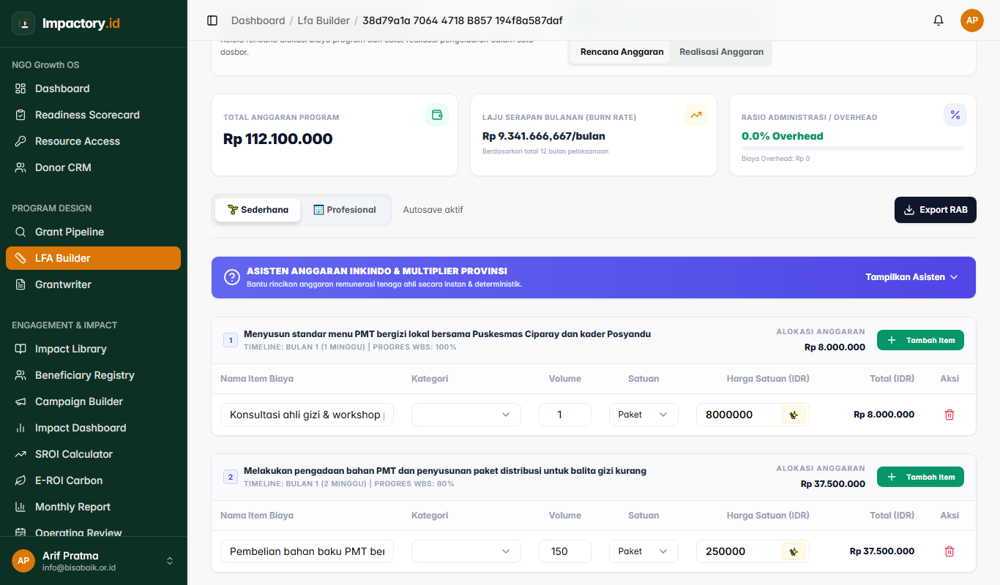 Impactory.id
NGO Growth OS
Dashboard
Readiness Scorecard
Resource Access
Donor CRM
PROGRAM DESIGN
Grant Pipeline
LFA Builder
Grantwriter
ENGAGEMENT & IMPACT
Impact Library
Beneficiary Registry
Campaign Builder
Impact Dashboard
SROI Calculator
E-ROI Carbon
Monthly Report
Operating Review
AP
Arif Pratma
info@bisabaik.or.id
Dashboard / Lfa Builder / 38d79a1a 7064 4718 B857 194f8a587daf
AP
Kelola rencana alokasi biaya program dan catat realisasi pengeluaran dalam satu
dasbor.
Rencana Anggaran
Realisasi Anggaran
TOTAL ANGGARAN PROGRAM
Rp 112.100.000
LAJU SERAPAN BULANAN (BURN RATE)
Rp 9.341.666,667/bulan
Berdasarkan total 12 bulan pelaksanaan
RASIO ADMINISTRASI / OVERHEAD
0.0% Overhead
Biaya Overhead: Rp 0
Sederhana
Profesional
Autosave aktif
Export RAB
ASISTEN ANGGARAN INKINDO & MULTIPLIER PROVINSI
Bantu rincikan anggaran remunerasi tenaga ahli secara instan & deterministik.
Tampilkan Asisten
1
Menyusun standar menu PMT bergizi lokal bersama Puskesmas Ciparay dan kader Posyandu
TIMELINE: BULAN 1 (1 MINGGU) | PROGRES WBS: 100%
ALOKASI ANGGARAN
Rp 8.000.000
+ Tambah Item
Nama Item Biaya Kategori Volume Satuan Harga Satuan (IDR) Total (IDR) Aksi
Konsultasi ahli gizi & workshop 1 Paket 8000000 Rp 8.000.000
2
Melakukan pengadaan bahan PMT dan penyusunan paket distribusi untuk balita gizi kurang
TIMELINE: BULAN 1 (2 MINGGU) | PROGRES WBS: 80%
ALOKASI ANGGARAN
Rp 37.500.000
+ Tambah Item
Nama Item Biaya Kategori Volume Satuan Harga Satuan (IDR) Total (IDR) Aksi
Pembelian bahan baku PMT ber 150 Paket 250000 Rp 37.500.000